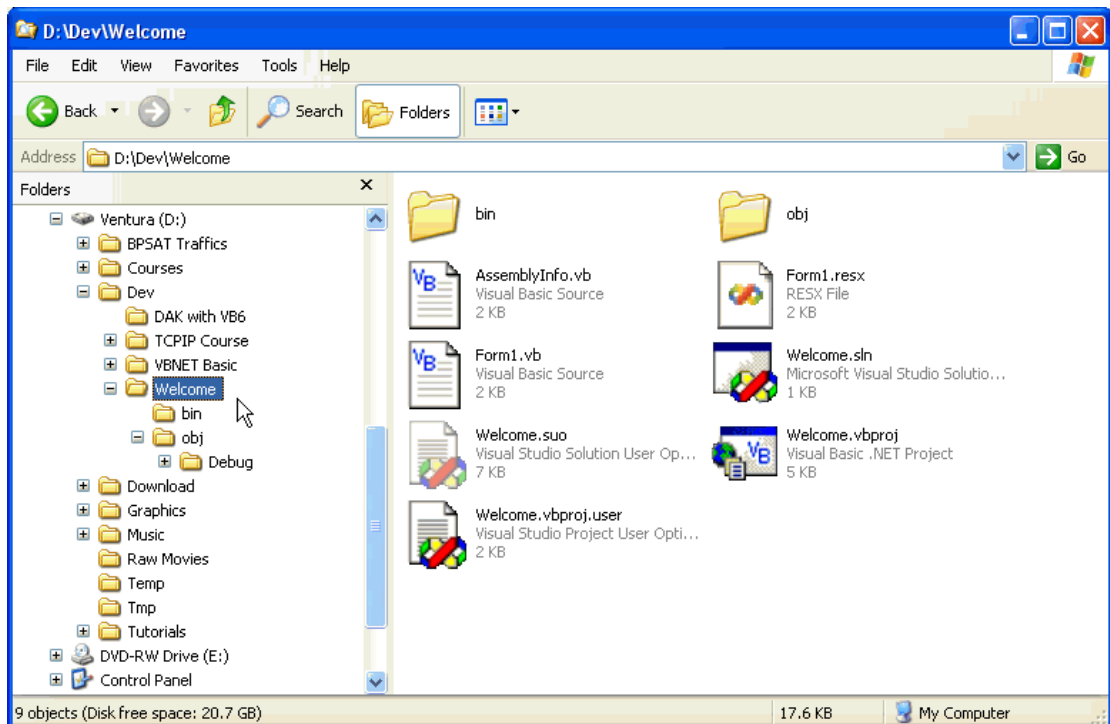 D:\Dev\Welcome
File Edit View Favorites Tools Help
Back Search Folders
Address D:\Dev\Welcome Go
Folders x
Ventura (D:)
BPSAT Traffics
Courses
Dev
DAK with VB6
TCPIP Course
VBNET Basic
Welcome
bin
obj
Debug
Download
Graphics
Music
Raw Movies
Temp
Tmp
Tutorials
DVD-RW Drive (E:)
Control Panel
bin
obj
AssemblyInfo.vb
Visual Basic Source
2 KB
Form1.resx
RESX File
2 KB
Form1.vb
Visual Basic Source
2 KB
Welcome.sln
Microsoft Visual Studio Solutio...
1 KB
Welcome.suo
Visual Studio Solution User Op...
7 KB
Welcome.vbproj
Visual Basic .NET Project
5 KB
Welcome.vbproj.user
Visual Studio Project User Opti...
2 KB
9 objects (Disk free space: 20.7 GB) 17.6 KB My Computer